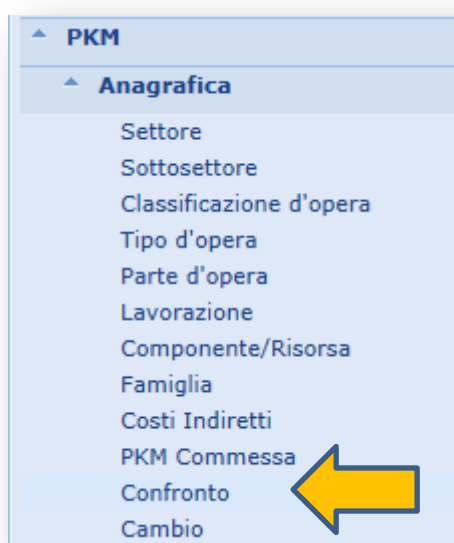 PKM
Anagrafica
Settore
Sottosettore
Classificazione d'opera
Tipo d'opera
Parte d'opera
Lavorazione
Componente/Risorsa
Famiglia
Costi Indiretti
PKM Commessa
Confronto
Cambio